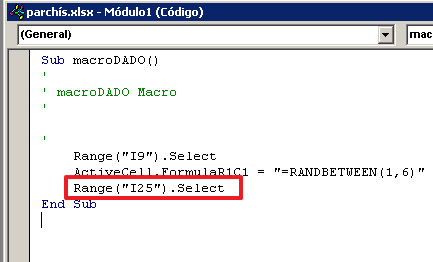 parchís.xlsx - Módulo1 (Código)
(General)
Sub macroDADO()
'
' macroDADO Macro
'
'
Range("I9").Select
ActiveCell.FormulaR1C1 = "=RANDBETWEEN(1,6)"
Range("I25").Select
End Sub